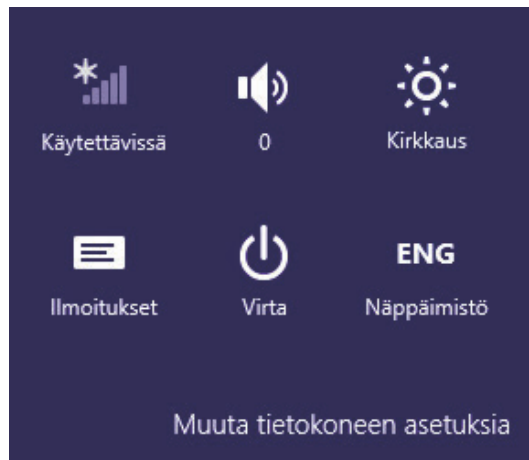 Käytettävissä
0
Kirkkaus
ENG
Ilmoitukset
Virta
Näppäimistö
Muuta tietokoneen asetuksia